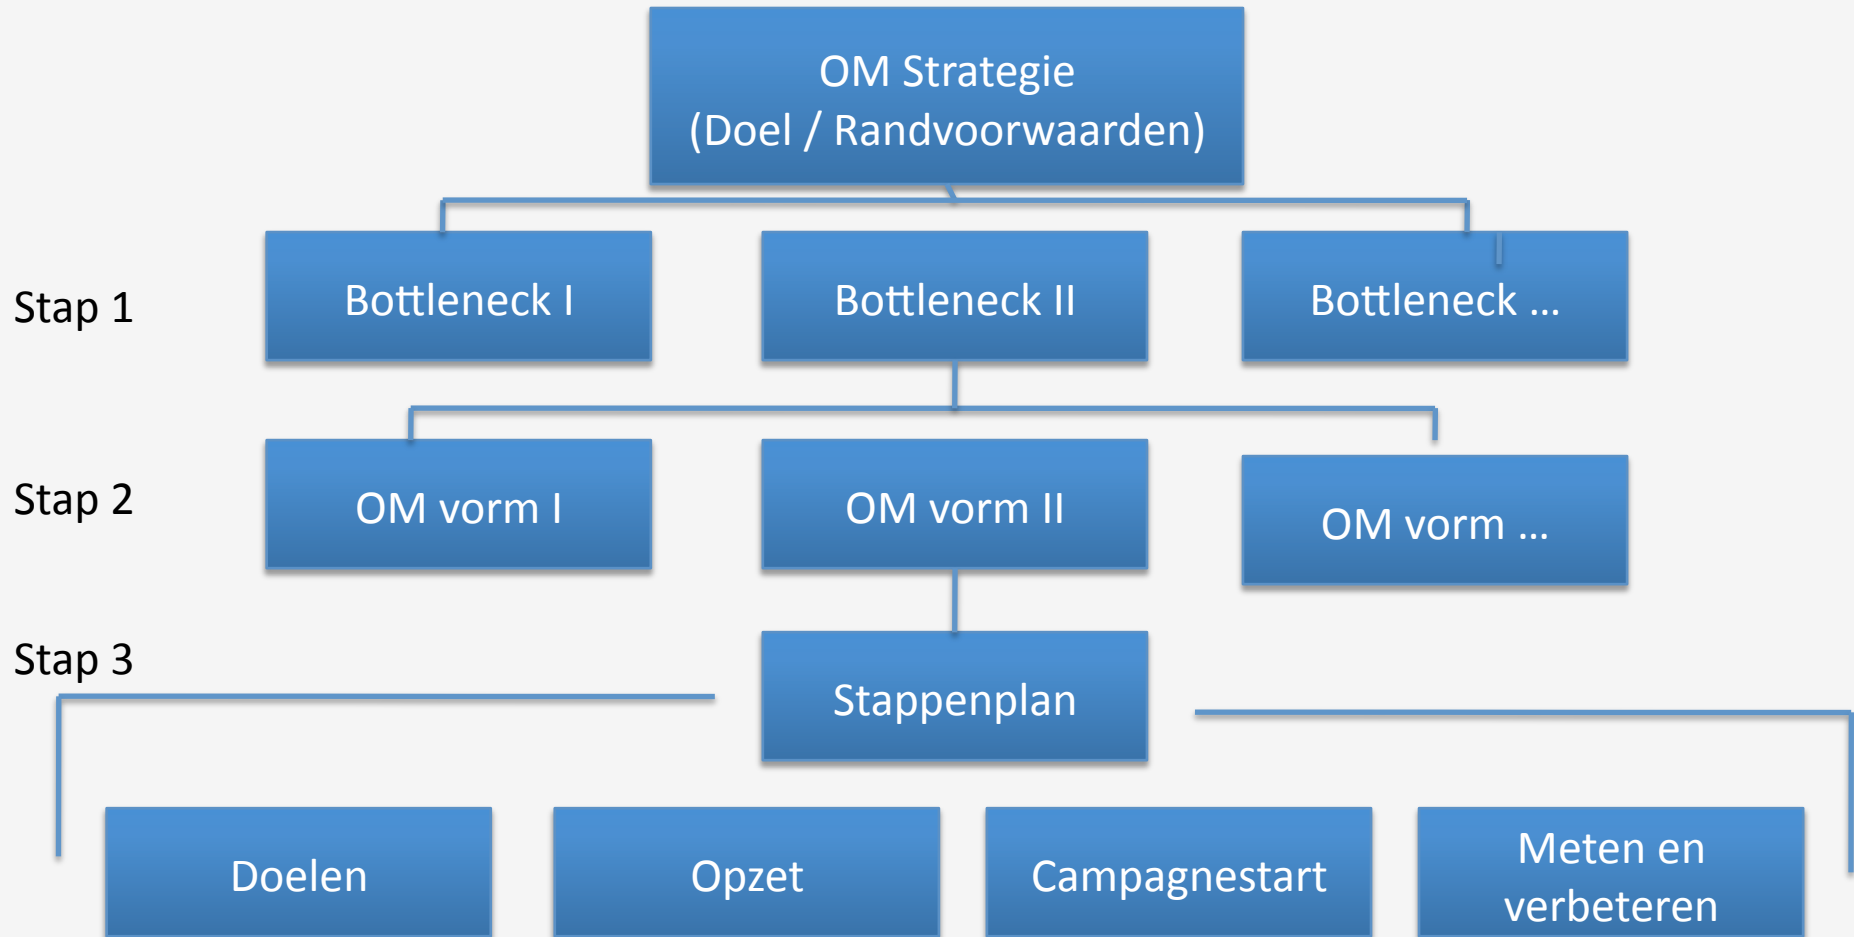 OM Strategie
(Doel / Randvoorwaarden)
Stap 1
Bottleneck I
Bottleneck II
Bottleneck ...
Stap 2
OM vorm I
OM vorm II
OM vorm ...
Stap 3
Stappenplan
Doelen
Opzet
Campagnestart
Meten en
verbeteren